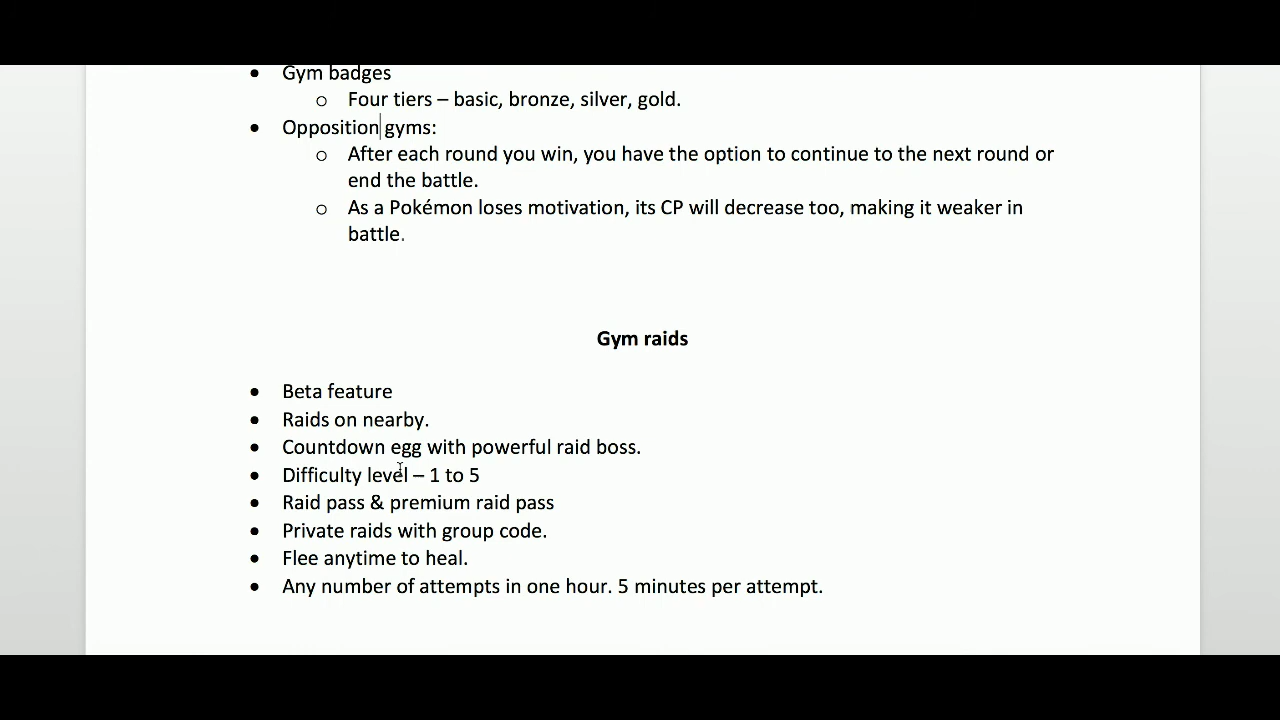 • Gym badges
o Four tiers – basic, bronze, silver, gold.
• Opposition gyms:
o After each round you win, you have the option to continue to the next round or
end the battle.
o As a Pokémon loses motivation, its CP will decrease too, making it weaker in
battle.
Gym raids
• Beta feature
• Raids on nearby.
• Countdown egg with powerful raid boss.
• Difficulty level – 1 to 5
• Raid pass & premium raid pass
• Private raids with group code.
• Flee anytime to heal.
• Any number of attempts in one hour. 5 minutes per attempt.